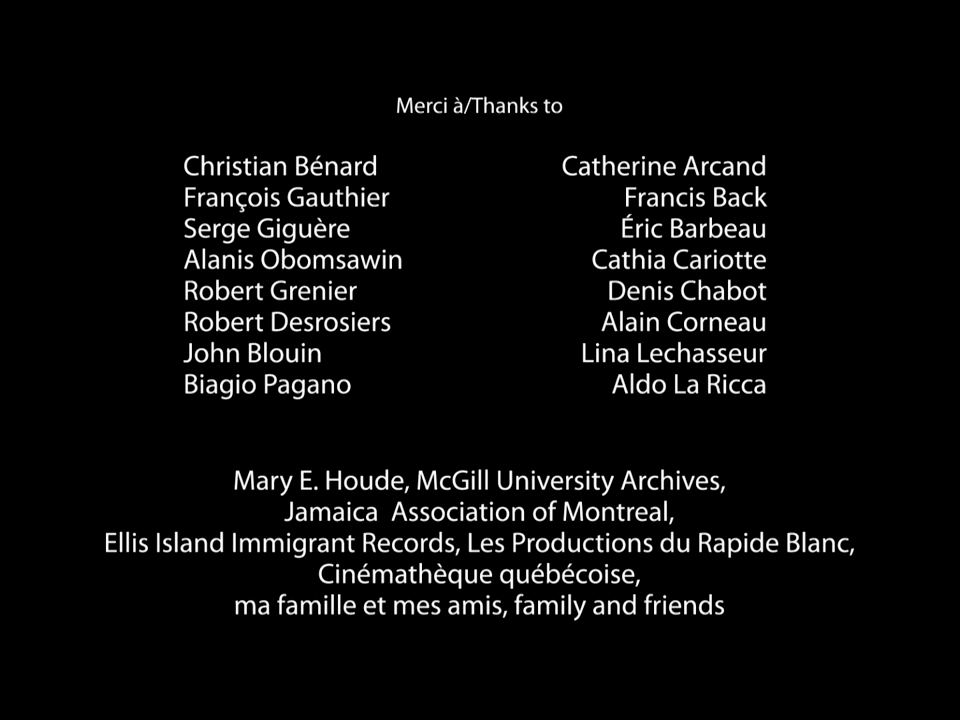 Merci à/Thanks to
Christian Bénard
François Gauthier
Serge Giguère
Alanis Obomsawin
Robert Grenier
Robert Desrosiers
John Blouin
Biagio Pagano
Catherine Arcand
Francis Back
Éric Barbeau
Cathia Cariotte
Denis Chabot
Alain Corneau
Lina Lechasseur
Aldo La Ricca
Mary E. Houde, McGill University Archives,
Jamaica  Association of Montreal,
Ellis Island Immigrant Records, Les Productions du Rapide Blanc,
Cinémathèque québécoise,
ma famille et mes amis, family and friends